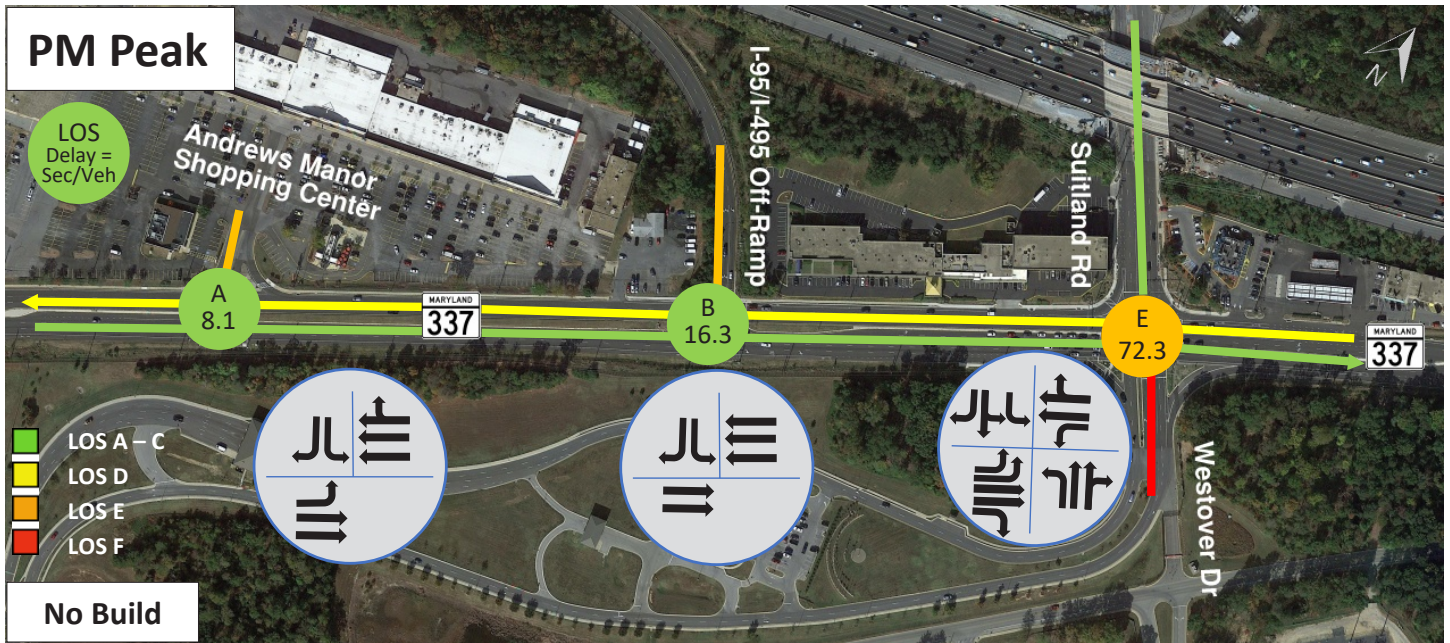 PM Peak
N
LOS
Delay =
Sec/Veh
Andrews Manor
Shopping Center
I-95/I-495 Off-Ramp
Suitland Rd
A
8.1
MARYLAND
337
B
16.3
E
72.3
MARYLAND
337
LOS A – C
LOS D
LOS E
LOS F
Westover Dr
No Build